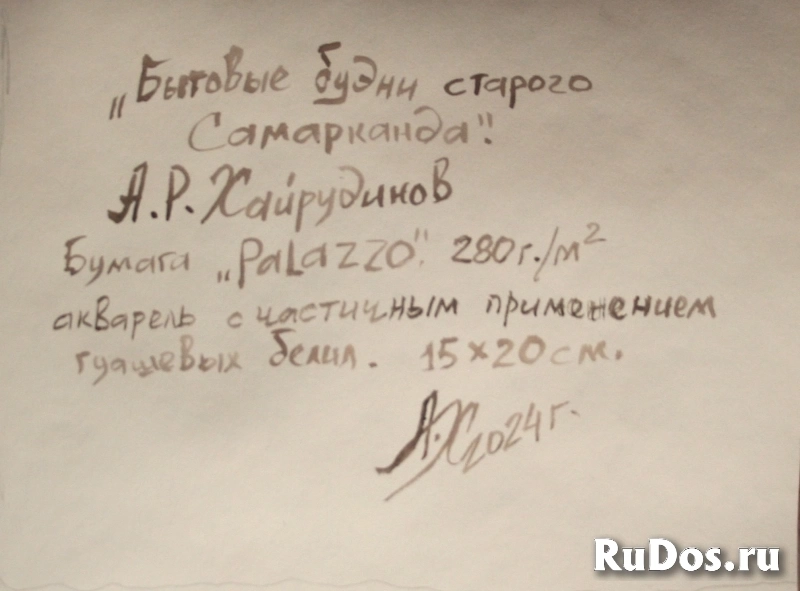 „Бытовые будни старого
Самарканда".
А.Р. Хайрудинов
Бумага „PaLazzo". 280г./м²
акварель с частичным применением
гуашевых белил. 15×20см.
А.Х 2024г.
RuDos.ru